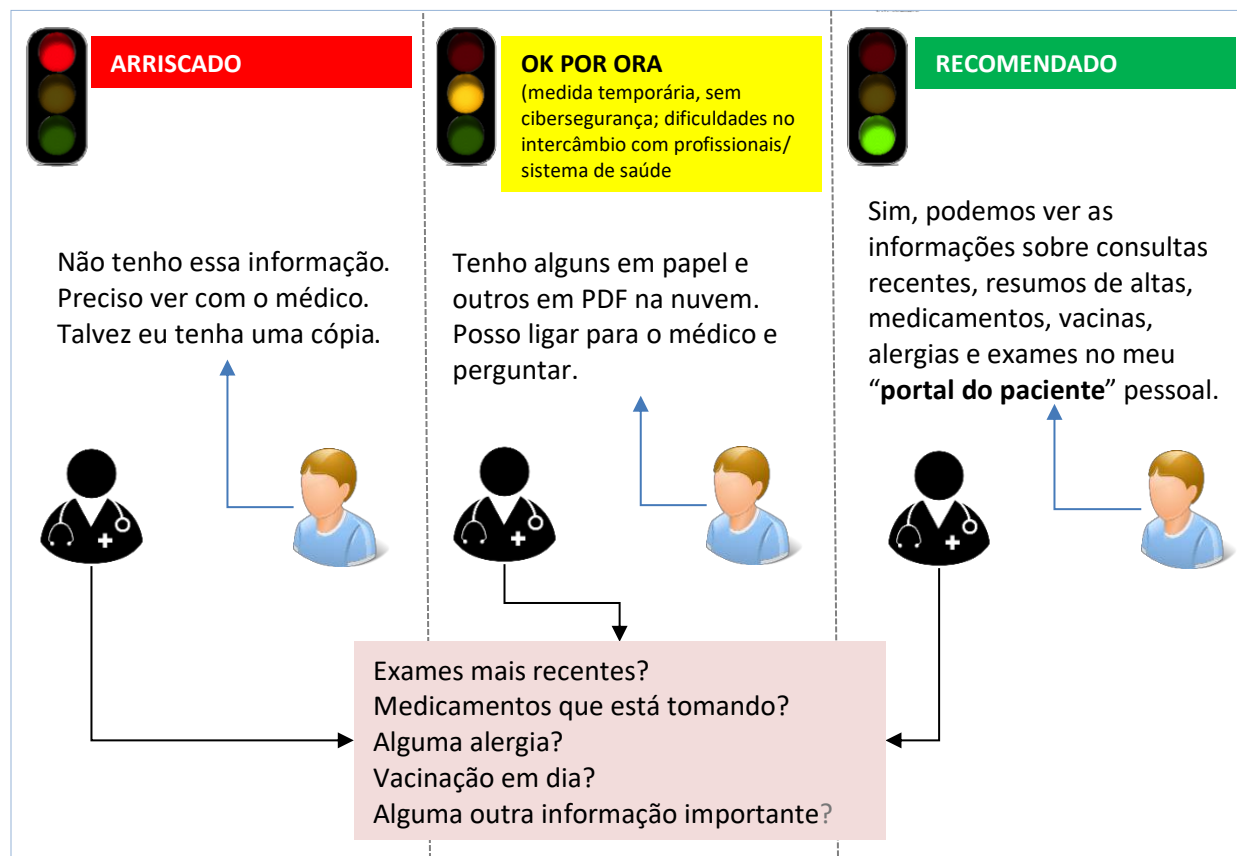 ARRISCADO
Não tenho essa informação.
Preciso ver com o médico.
Talvez eu tenha uma cópia.
OK POR ORA
(medida temporária, sem
cibersegurança; dificuldades no
intercâmbio com profissionais/
sistema de saúde
Tenho alguns em papel e
outros em PDF na nuvem.
Posso ligar para o médico e
perguntar.
RECOMENDADO
Sim, podemos ver as
informações sobre consultas
recentes, resumos de altas,
medicamentos, vacinas,
alergias e exames no meu
“portal do paciente” pessoal.
Exames mais recentes?
Medicamentos que está tomando?
Alguma alergia?
Vacinação em dia?
Alguma outra informação importante?